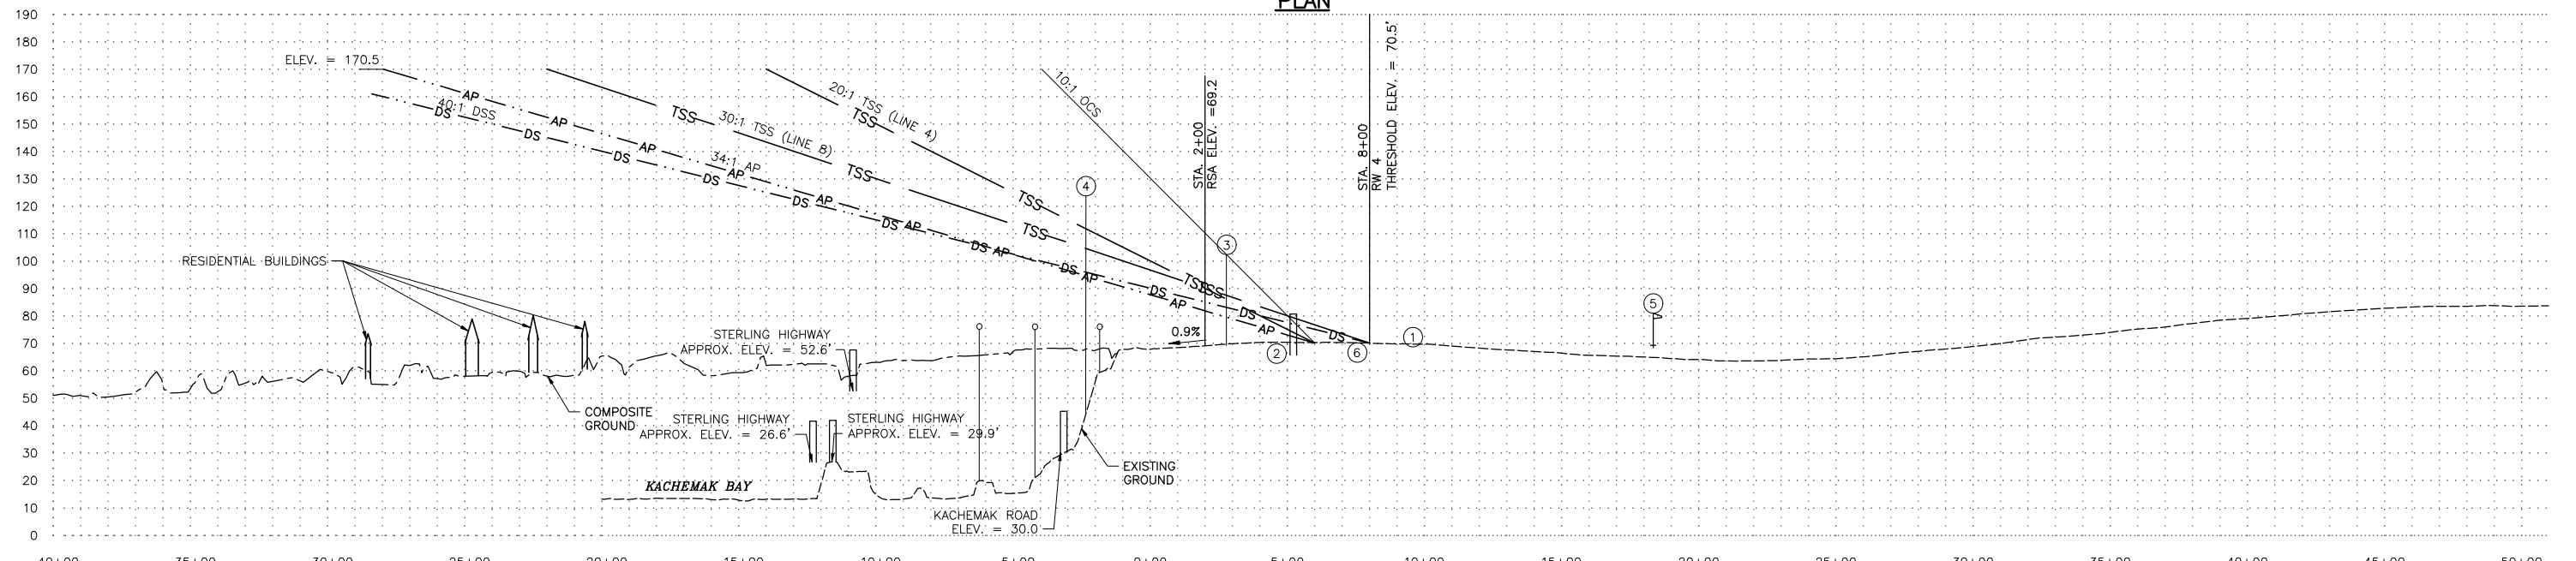 PLAN
190
180
170
160
150
140
130
120
110
100
90
80
70
60
50
40
30
20
10
0
ELEV. = 170.5
AP
40:1 DSS
DS
AP
DS
AP
DS
34:1 AP
AP
DS
AP
DS
AP
DS
AP
DS
AP
DS
AP
DS
AP
DS
AP
DS
AP
DS
TSS
30:1 TSS (LINE 8)
TSS
TSS
TSS
20:1 TSS (LINE 4)
TSS
TSS
TSS
10:1 OCS
STA. 2+00
RSA ELEV. =69.2
STA. 8+00
RW 4
THRESHOLD ELEV. = 70.5'
4
3
5
1
2
6
0.9%
RESIDENTIAL BUILDINGS
STERLING HIGHWAY
APPROX. ELEV. = 52.6'
COMPOSITE
GROUND
STERLING HIGHWAY
APPROX. ELEV. = 26.6'
STERLING HIGHWAY
APPROX. ELEV. = 29.9'
KACHEMAK BAY
EXISTING
GROUND
KACHEMAK ROAD
ELEV. = 30.0